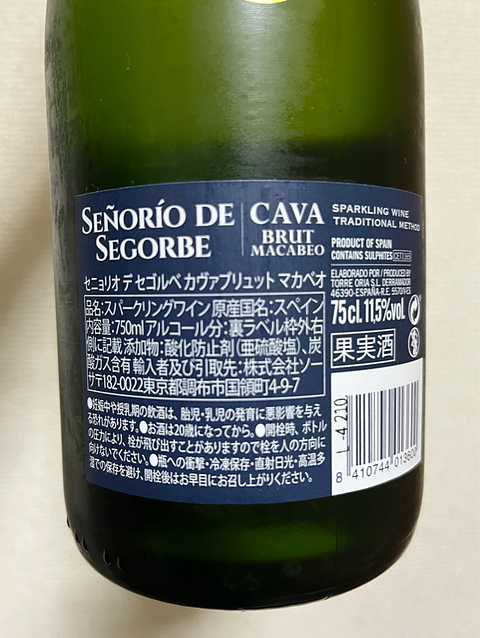 SEÑORÍO DE
SEGORBE
CAVA
BRUT
MACABEO
セニョリオ デ セゴルベ カヴァブリュット マカベオ
品名:スパークリングワイン 原産国名:スペイン
内容量:750mlアルコール分:裏ラベル枠外右
側に記載 添加物:酸化防止剤(亜硫酸塩)、炭
酸ガス含有 輸入者及び引取先:株式会社ソー
サ〒182-0022東京都調布市国領町4-9-7
●妊娠中や授乳期の飲酒は、胎児・乳児の発育に悪影響を与え
る恐れがあります。●お酒は20歳になってから。●開栓時、ボトル
の圧力により、栓が飛び出すことがありますので栓を人の方向に
向けないでください。●瓶への衝撃・冷凍保存・直射日光・高温多
湿での保存を避け、開栓後はお早目にお召し上がりください。
SPARKLING WINE
TRADITIONAL METHOD
PRODUCT OF SPAIN
CONTAINS SULPHITES
ELABORADO POR / PRODUCED BY
TORRE ORIA S.L. DERRAMADOR
46390-ESPAÑA-R.E.
75cl. 11,5%vol.
果実酒
L-4210
8 410744 013600